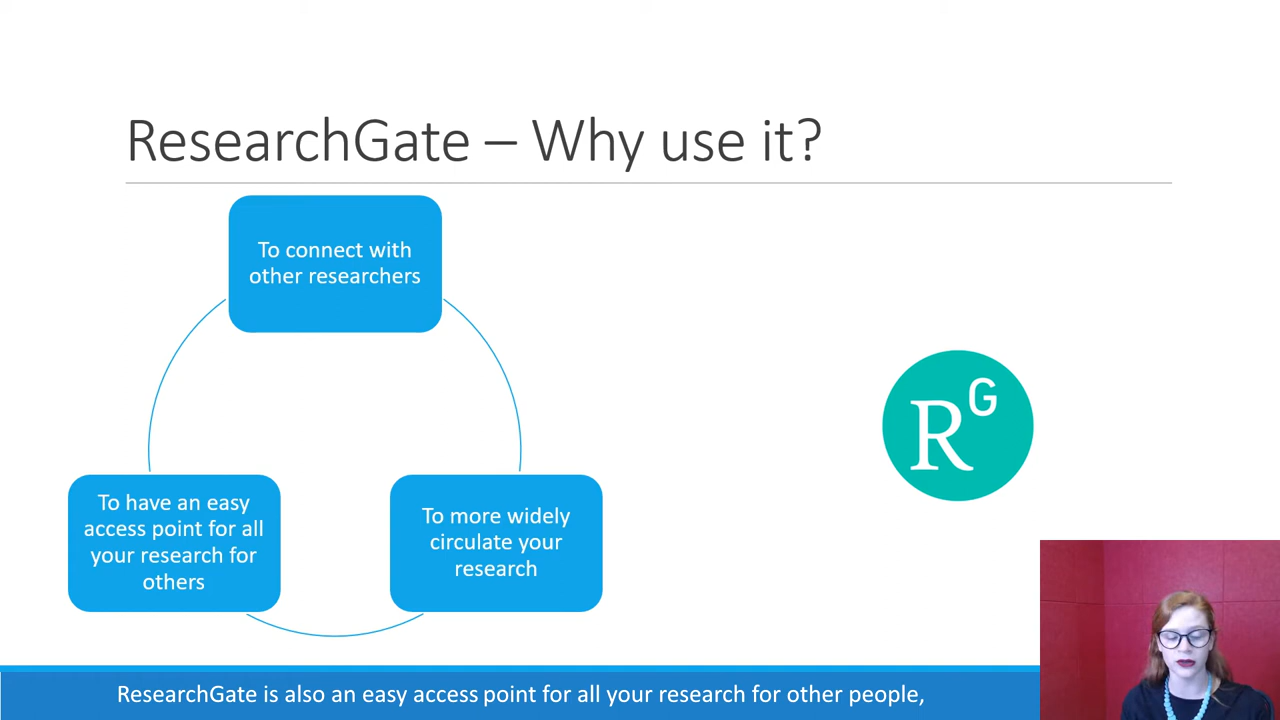 ResearchGate – Why use it?
To connect with
other researchers
To have an easy
access point for all
your research for
others
To more widely
circulate your
research
RG
ResearchGate is also an easy access point for all your research for other people,